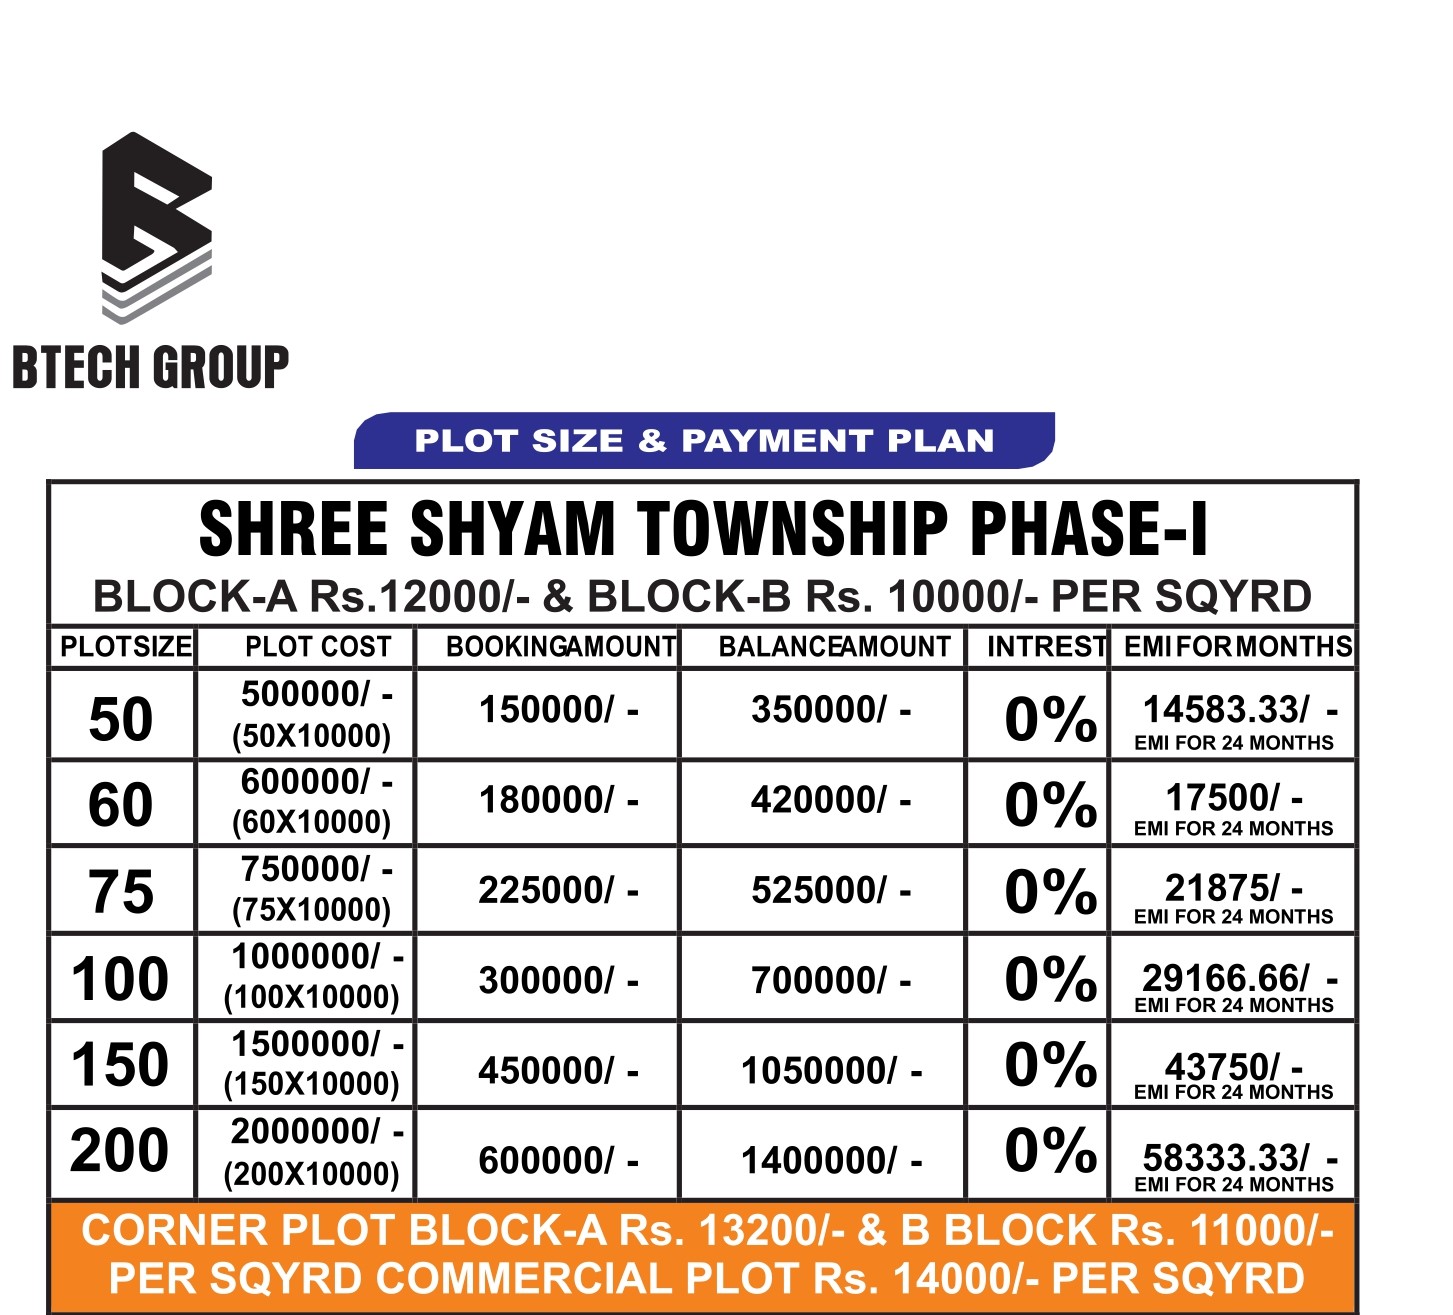 BTECH GROUP
PLOT SIZE & PAYMENT PLAN
SHREE SHYAM TOWNSHIP PHASE-I
BLOCK-A Rs.12000/- & BLOCK-B Rs. 10000/- PER SQYRD
PLOTSIZE PLOT COST BOOKINGAMOUNT BALANCEAMOUNT INTREST EMI FOR MONTHS
50 500000/ - (50X10000) 150000/ - 350000/ - 0% 14583.33/ - EMI FOR 24 MONTHS
60 600000/ - (60X10000) 180000/ - 420000/ - 0% 17500/ - EMI FOR 24 MONTHS
75 750000/ - (75X10000) 225000/ - 525000/ - 0% 21875/ - EMI FOR 24 MONTHS
100 1000000/ - (100X10000) 300000/ - 700000/ - 0% 29166.66/ - EMI FOR 24 MONTHS
150 1500000/ - (150X10000) 450000/ - 1050000/ - 0% 43750/ - EMI FOR 24 MONTHS
200 2000000/ - (200X10000) 600000/ - 1400000/ - 0% 58333.33/ - EMI FOR 24 MONTHS
CORNER PLOT BLOCK-A Rs. 13200/- & B BLOCK Rs. 11000/-
PER SQYRD COMMERCIAL PLOT Rs. 14000/- PER SQYRD